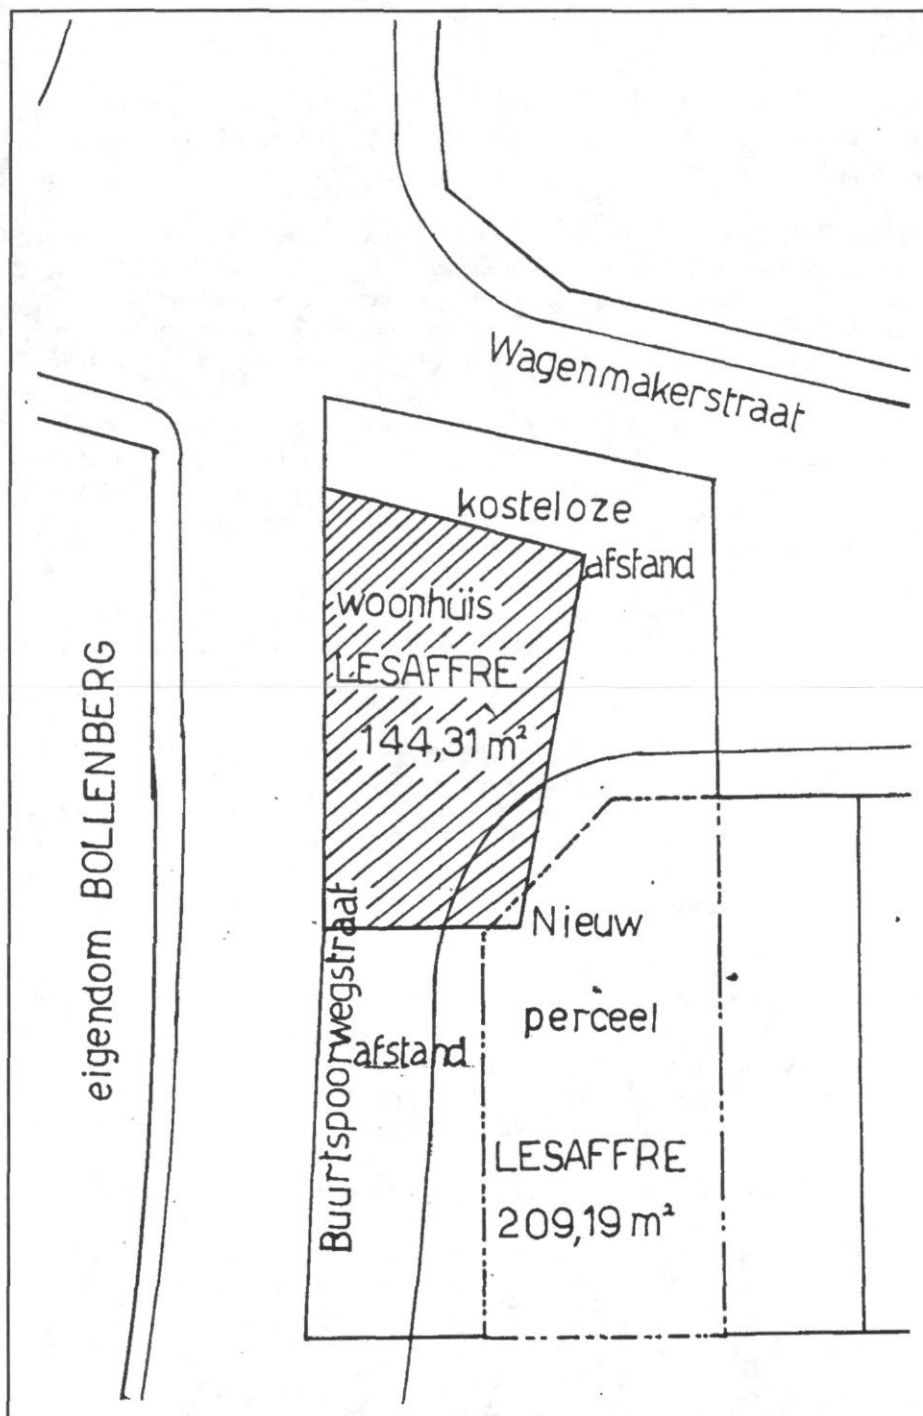 Wagenmakerstraat
kosteloze
afstand
woonhuis
LESAFFRE
144,31 m²
eigendom BOLLENBERG
Buurtspoorwegstraat
afstand
Nieuw
perceel
LESAFFRE
209,19 m²